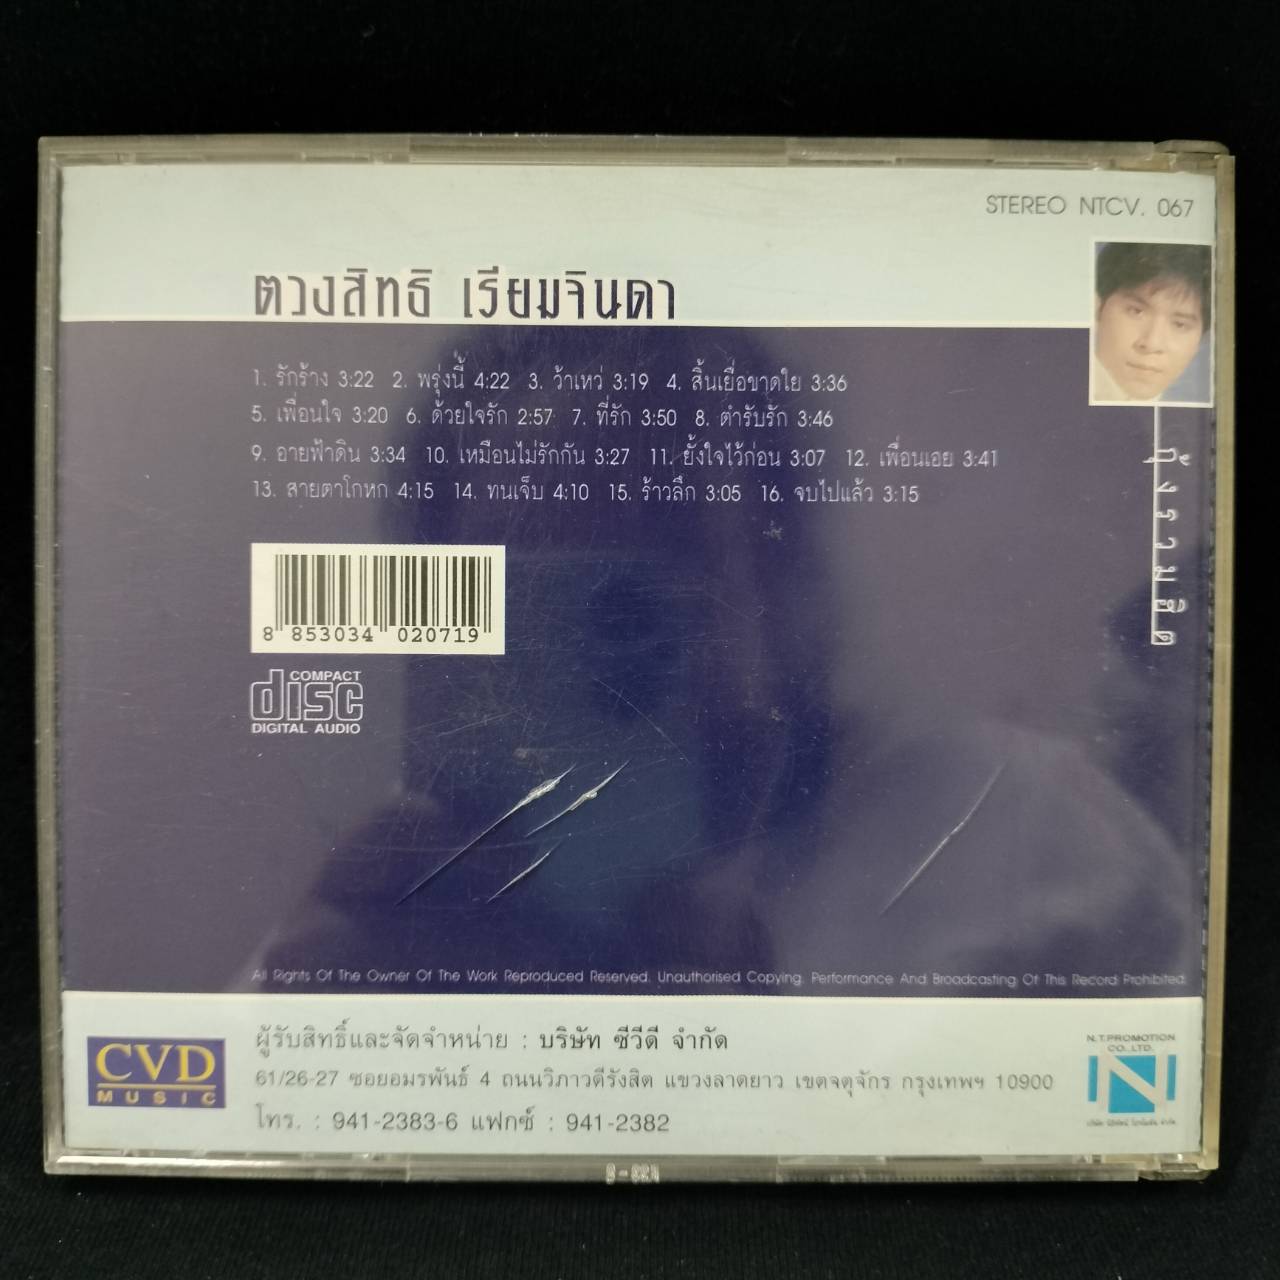 STEREO NTCV. 067
ตวงสิทธิ เรียมจินดา
1. รักร้าง 3:22 2. พรุ่งนี้ 4:22 3. ว้าเหว่ 3:19 4. สิ้นเยื่อขาดใย 3:36
5. เพื่อนใจ 3:20 6. ด้วยใจรัก 2:57 7. ที่รัก 3:50 8. ตำรับรัก 3:46
9. อายฟ้าดิน 3:34 10. เหมือนไม่รักกัน 3:27 11. ยั้งใจไว้ก่อน 3:07 12. เพื่อนเอย 3:41
13. สายตาโกหก 4:15 14. ทนเจ็บ 4:10 15. ร้าวลึก 3:05 16. จบไปแล้ว 3:15
กุ้งรวมฮิต
8 853034 020719
COMPACT
disc
DIGITAL AUDIO
All Rights Of The Owner Of The Work Reproduced Reserved. Unauthorised Copying. Performance And Broadcasting Of This Record Prohibited.
CVD
MUSIC
ผู้รับสิทธิ์และจัดจำหน่าย : บริษัท ซีวีดี จำกัด
61/26-27 ซอยอมรพันธ์ 4 ถนนวิภาวดีรังสิต แขวงลาดยาว เขตจตุจักร กรุงเทพฯ 10900
โทร. : 941-2383-6 แฟกซ์ : 941-2382
N.T.PROMOTION
CO.,LTD.
N